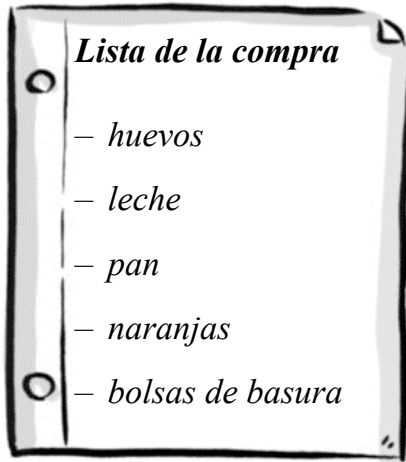 Lista de la compra
– huevos
– leche
– pan
– naranjas
– bolsas de basura